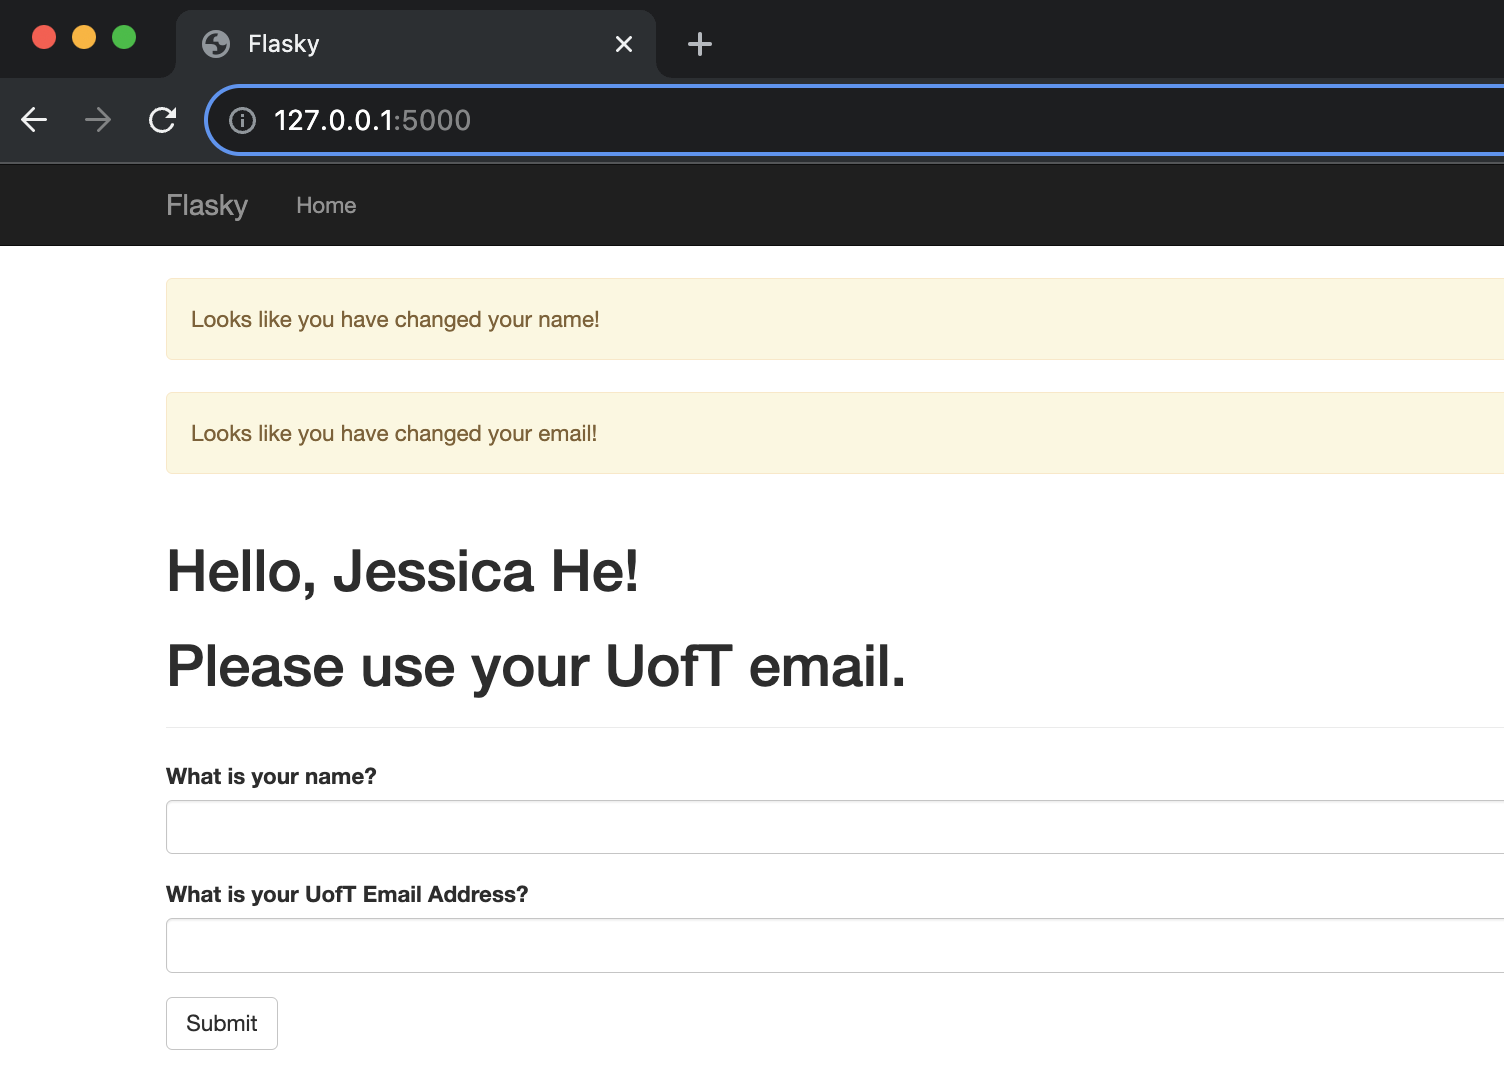 Flasky
127.0.0.1:5000
Flasky Home
Looks like you have changed your name!
Looks like you have changed your email!
Hello, Jessica He!
Please use your UofT email.
What is your name?
What is your UofT Email Address?
Submit